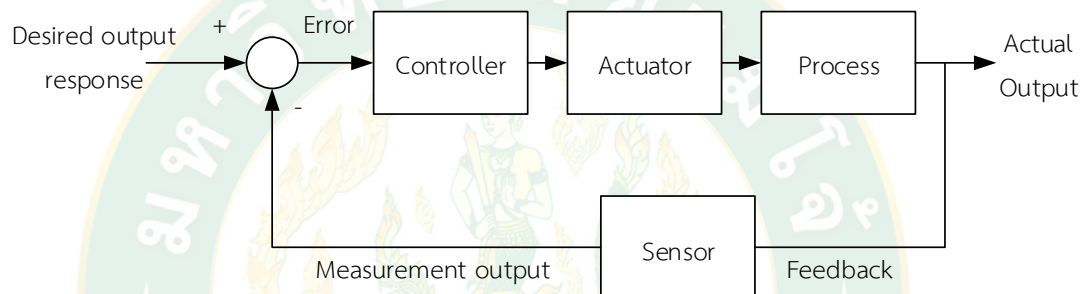 Desired output
response
+
-
Error
Controller
Actuator
Process
Actual
Output
Sensor
Measurement output
Feedback